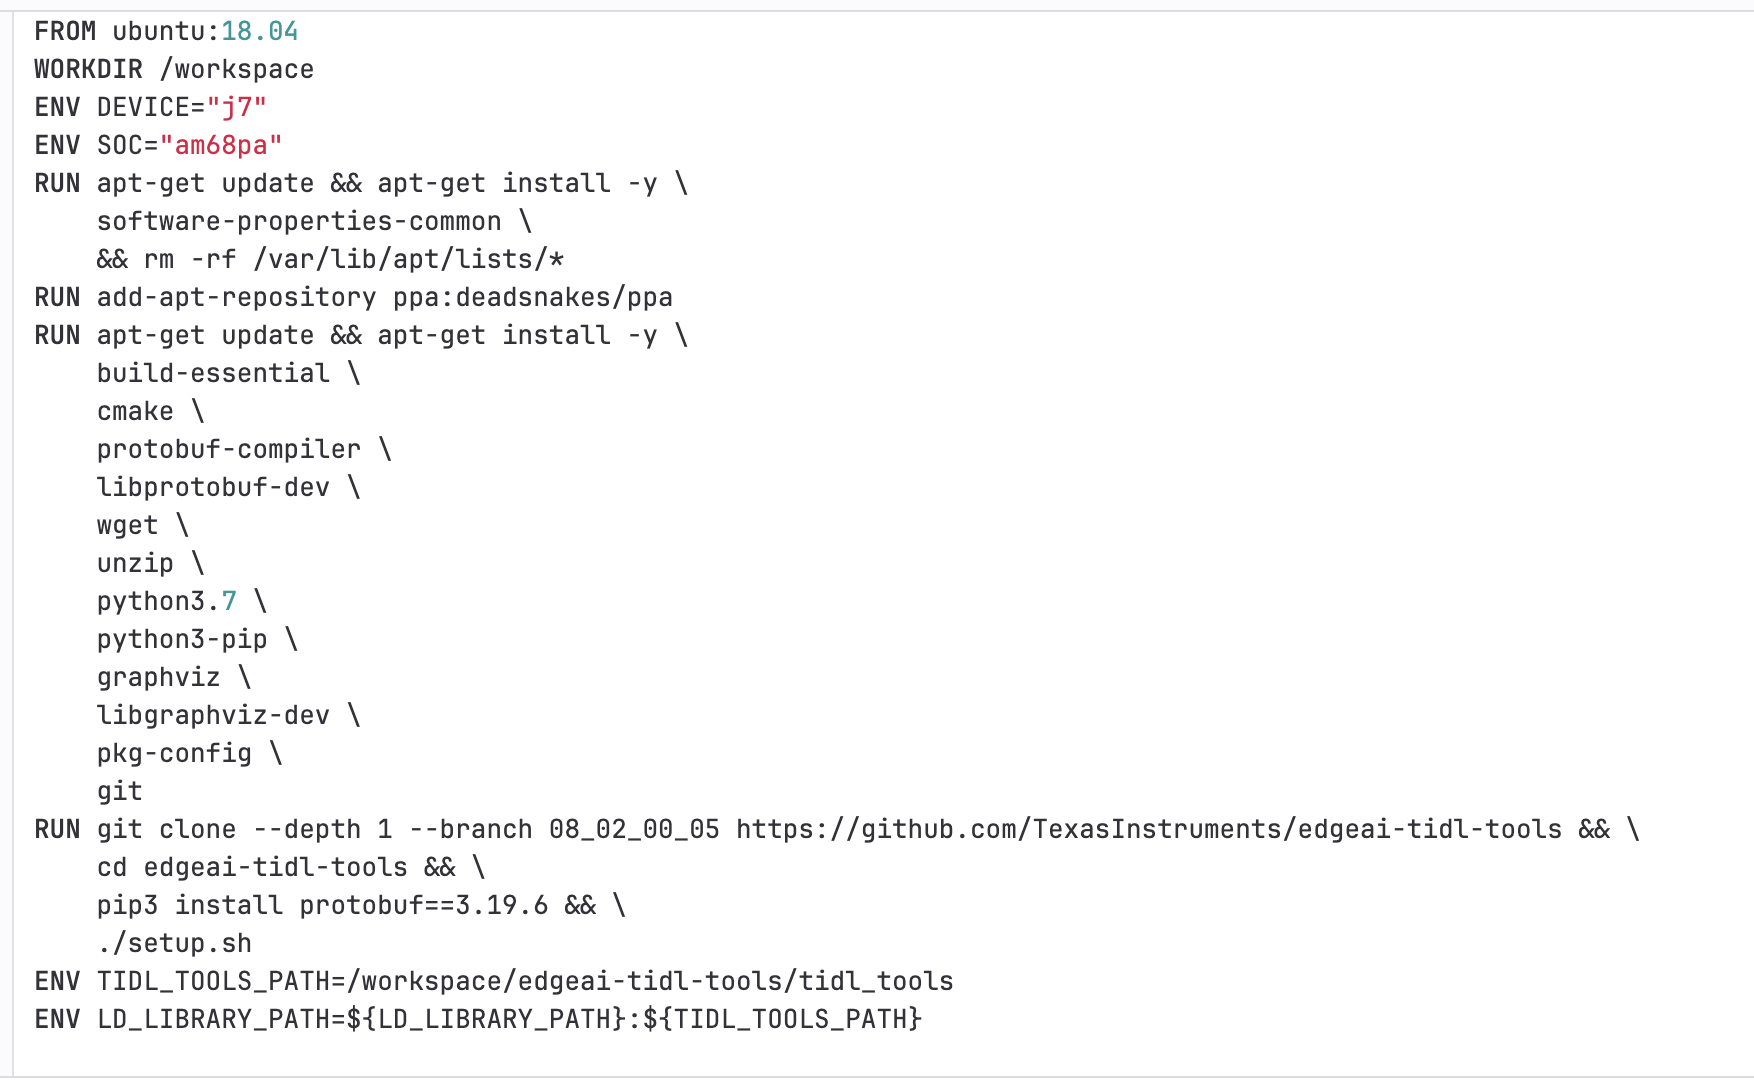 FROM ubuntu:18.04
WORKDIR /workspace
ENV DEVICE="j7"
ENV SOC="am68pa"
RUN apt-get update && apt-get install -y \
    software-properties-common \
    && rm -rf /var/lib/apt/lists/*
RUN add-apt-repository ppa:deadsnakes/ppa
RUN apt-get update && apt-get install -y \
    build-essential \
    cmake \
    protobuf-compiler \
    libprotobuf-dev \
    wget \
    unzip \
    python3.7 \
    python3-pip \
    graphviz \
    libgraphviz-dev \
    pkg-config \
    git
RUN git clone --depth 1 --branch 08_02_00_05 https://github.com/TexasInstruments/edgeai-tidl-tools && \
    cd edgeai-tidl-tools && \
    pip3 install protobuf==3.19.6 && \
    ./setup.sh
ENV TIDL_TOOLS_PATH=/workspace/edgeai-tidl-tools/tidl_tools
ENV LD_LIBRARY_PATH=${LD_LIBRARY_PATH}:${TIDL_TOOLS_PATH}